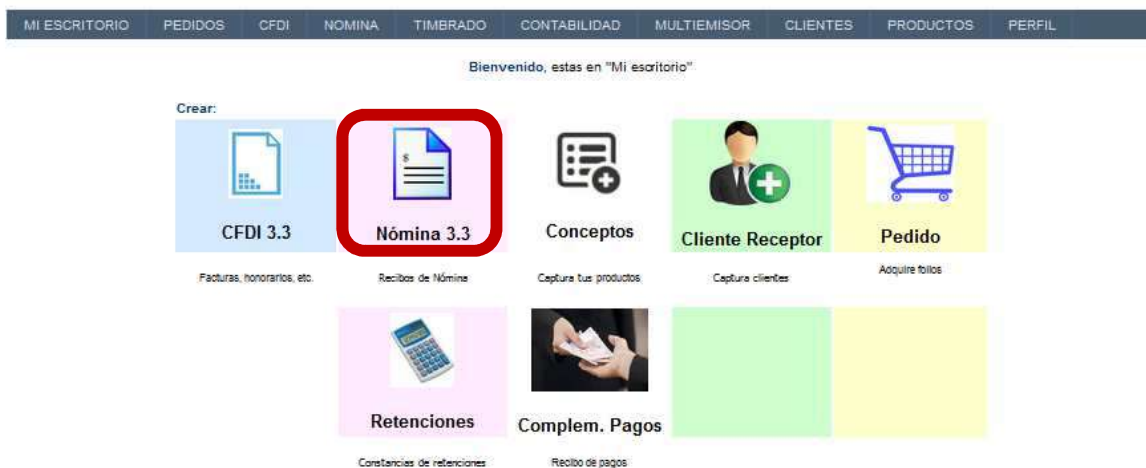 MI ESCRITORIO PEDIDOS CFDI NOMINA TIMBRADO CONTABILIDAD MULTIEMISOR CLIENTES PRODUCTOS PERFIL
Bienvenido, estas en "Mi escritorio"
Crear:
$
CFDI 3.3 Nómina 3.3 Conceptos Cliente Receptor Pedido
Facturas, honorarios, etc. Recibos de Nómina Captura tus productos Captura clientes Adquire folios
Retenciones Complem. Pagos
Constancias de retenciones Recibo de pagos